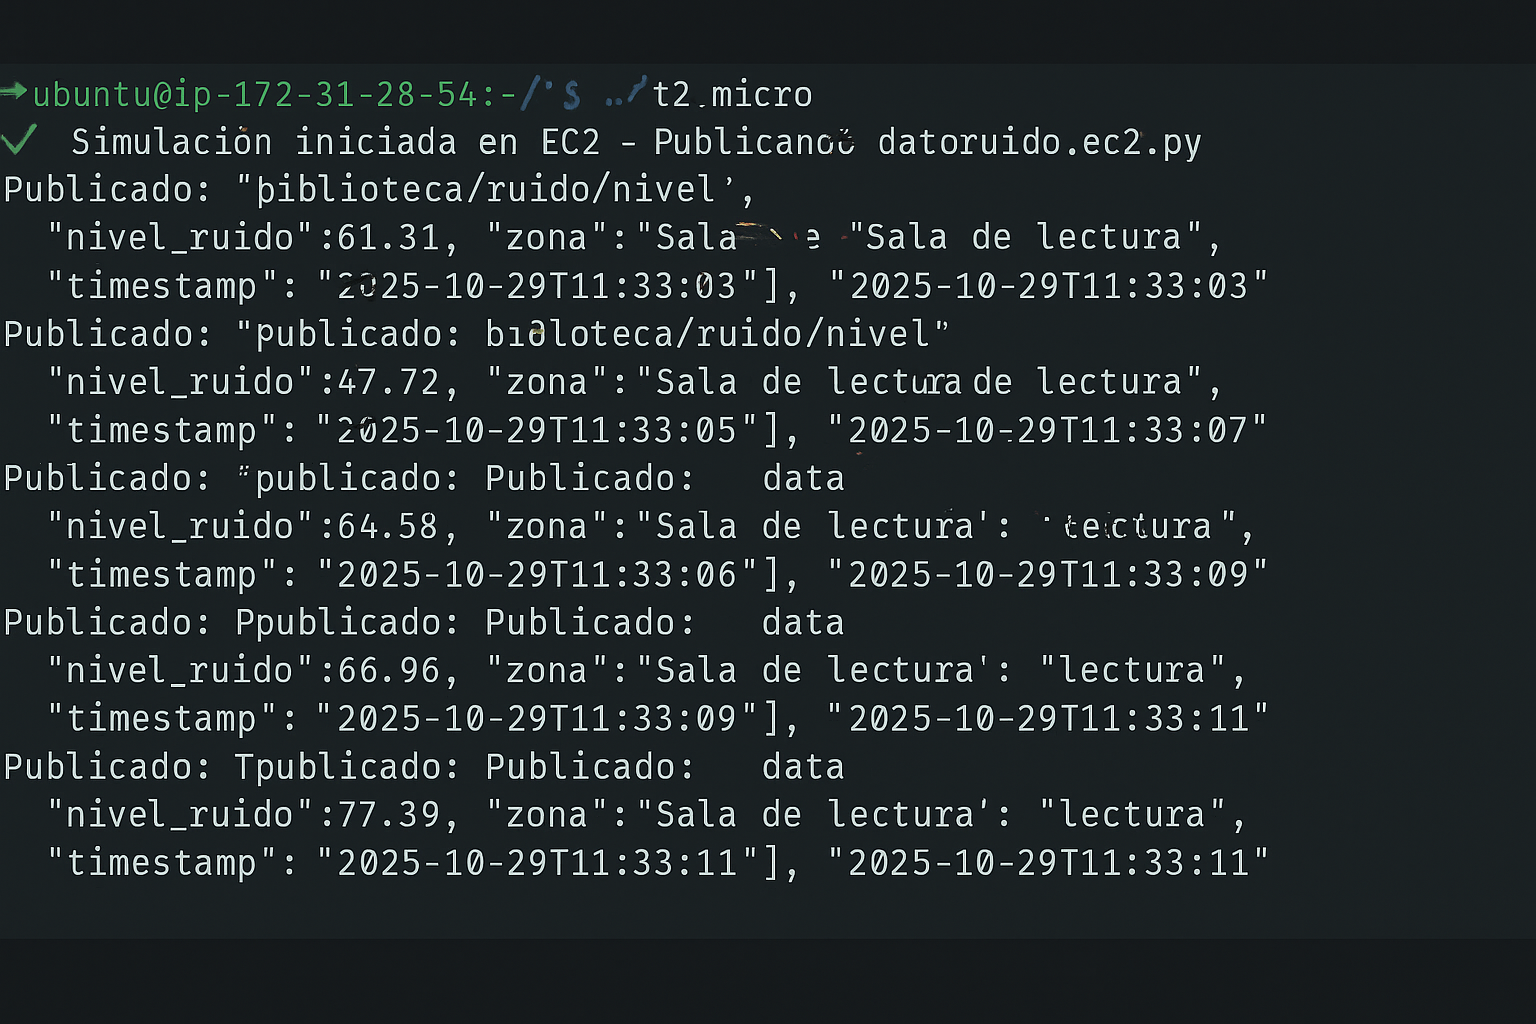 →ubuntu@ip-172-31-28-54:-/ t2.micro
✓ Simulación iniciada en EC2 - Publicando datoruido.ec2.py
Publicado: "biblioteca/ruido/nivel',
"nivel_ruido":61.31, "zona":"Sala e "Sala de lectura",
"timestamp": "2025-10-29T11:33:03"], "2025-10-29T11:33:03"
Publicado: "publicado: /ruido/nivel"
"nivel_ruido":47.72, "zona":"Sala de lectura de lectura",
"timestamp": "2025-10-29T11:33:05"], "2025-10-29T11:33:07"
Publicado: "publicado: Publicado: data
"nivel_ruido":64.58, "zona":"Sala de lectura':
"timestamp": "2025-10-29T11:33:06"], "2025-10-29T11:33:09"
Publicado: Ppublicado: Publicado: data
"nivel_ruido":66.96, "zona":"Sala de lectura': "lectura",
"timestamp": "2025-10-29T11:33:09"], "2025-10-29T11:33:11"
Publicado: Tpublicado: Publicado: data
"nivel_ruido":77.39, "zona":"Sala de lectura': "lectura",
"timestamp": "2025-10-29T11:33:11"], "2025-10-29T11:33:11"